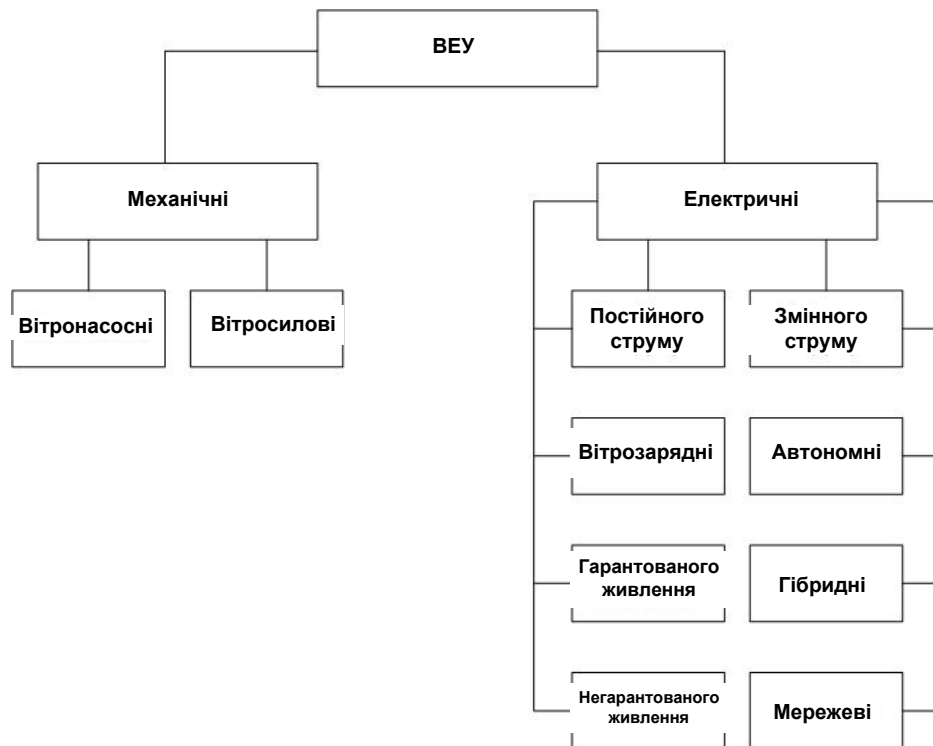 ВЕУ
Механічні
Електричні
Вітронасосні
Вітросилові
Постійного
струму
Змінного
струму
Вітрозарядні
Автономні
Гарантованого
живлення
Гібридні
Негарантованого
живлення
Мережеві